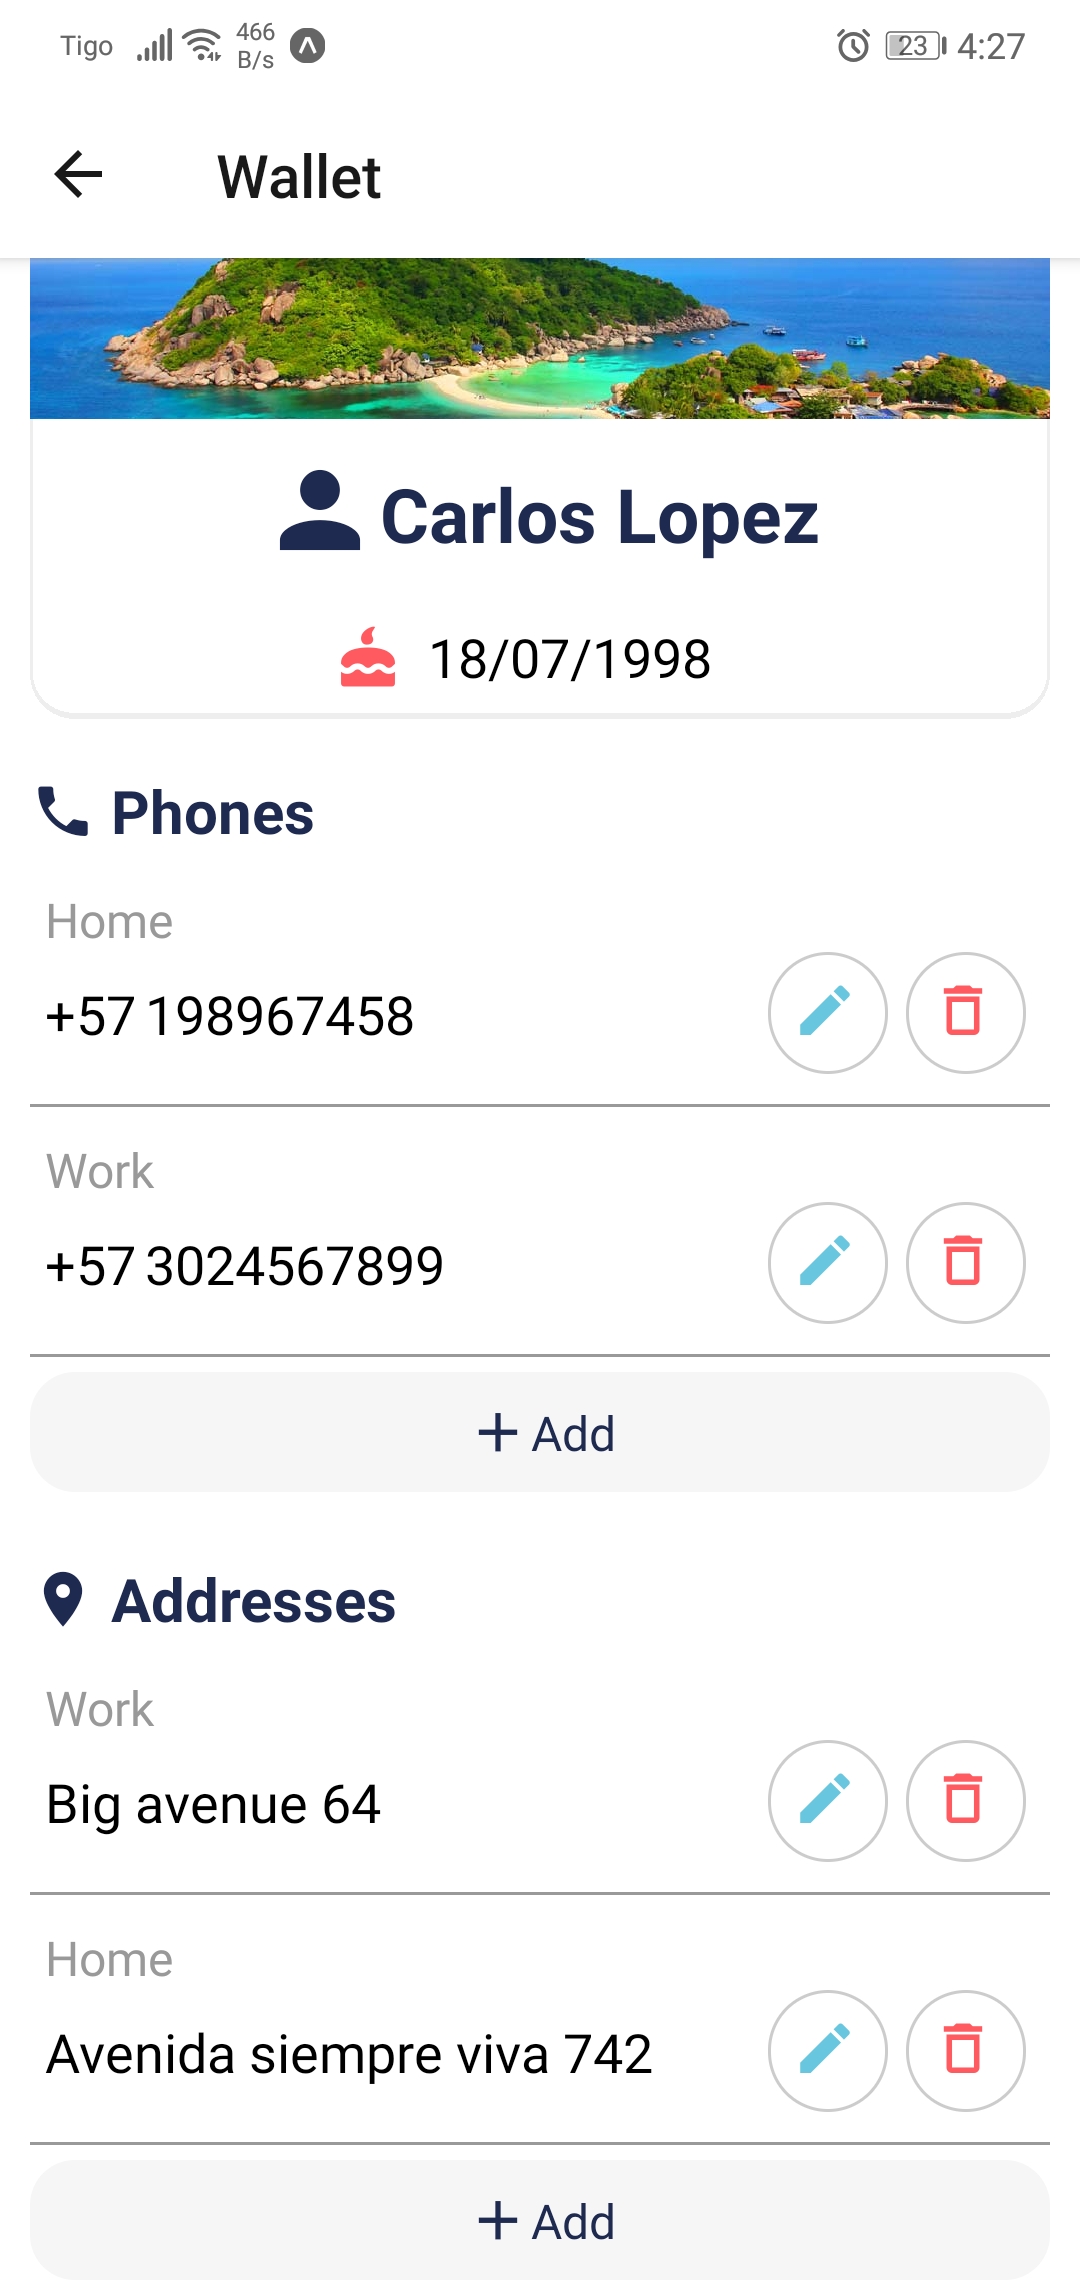 Tigo 466 B/s 23 4:27
Wallet
Carlos Lopez
18/07/1998
Phones
Home
+57 198967458
Work
+57 3024567899
+ Add
Addresses
Work
Big avenue 64
Home
Avenida siempre viva 742
+ Add